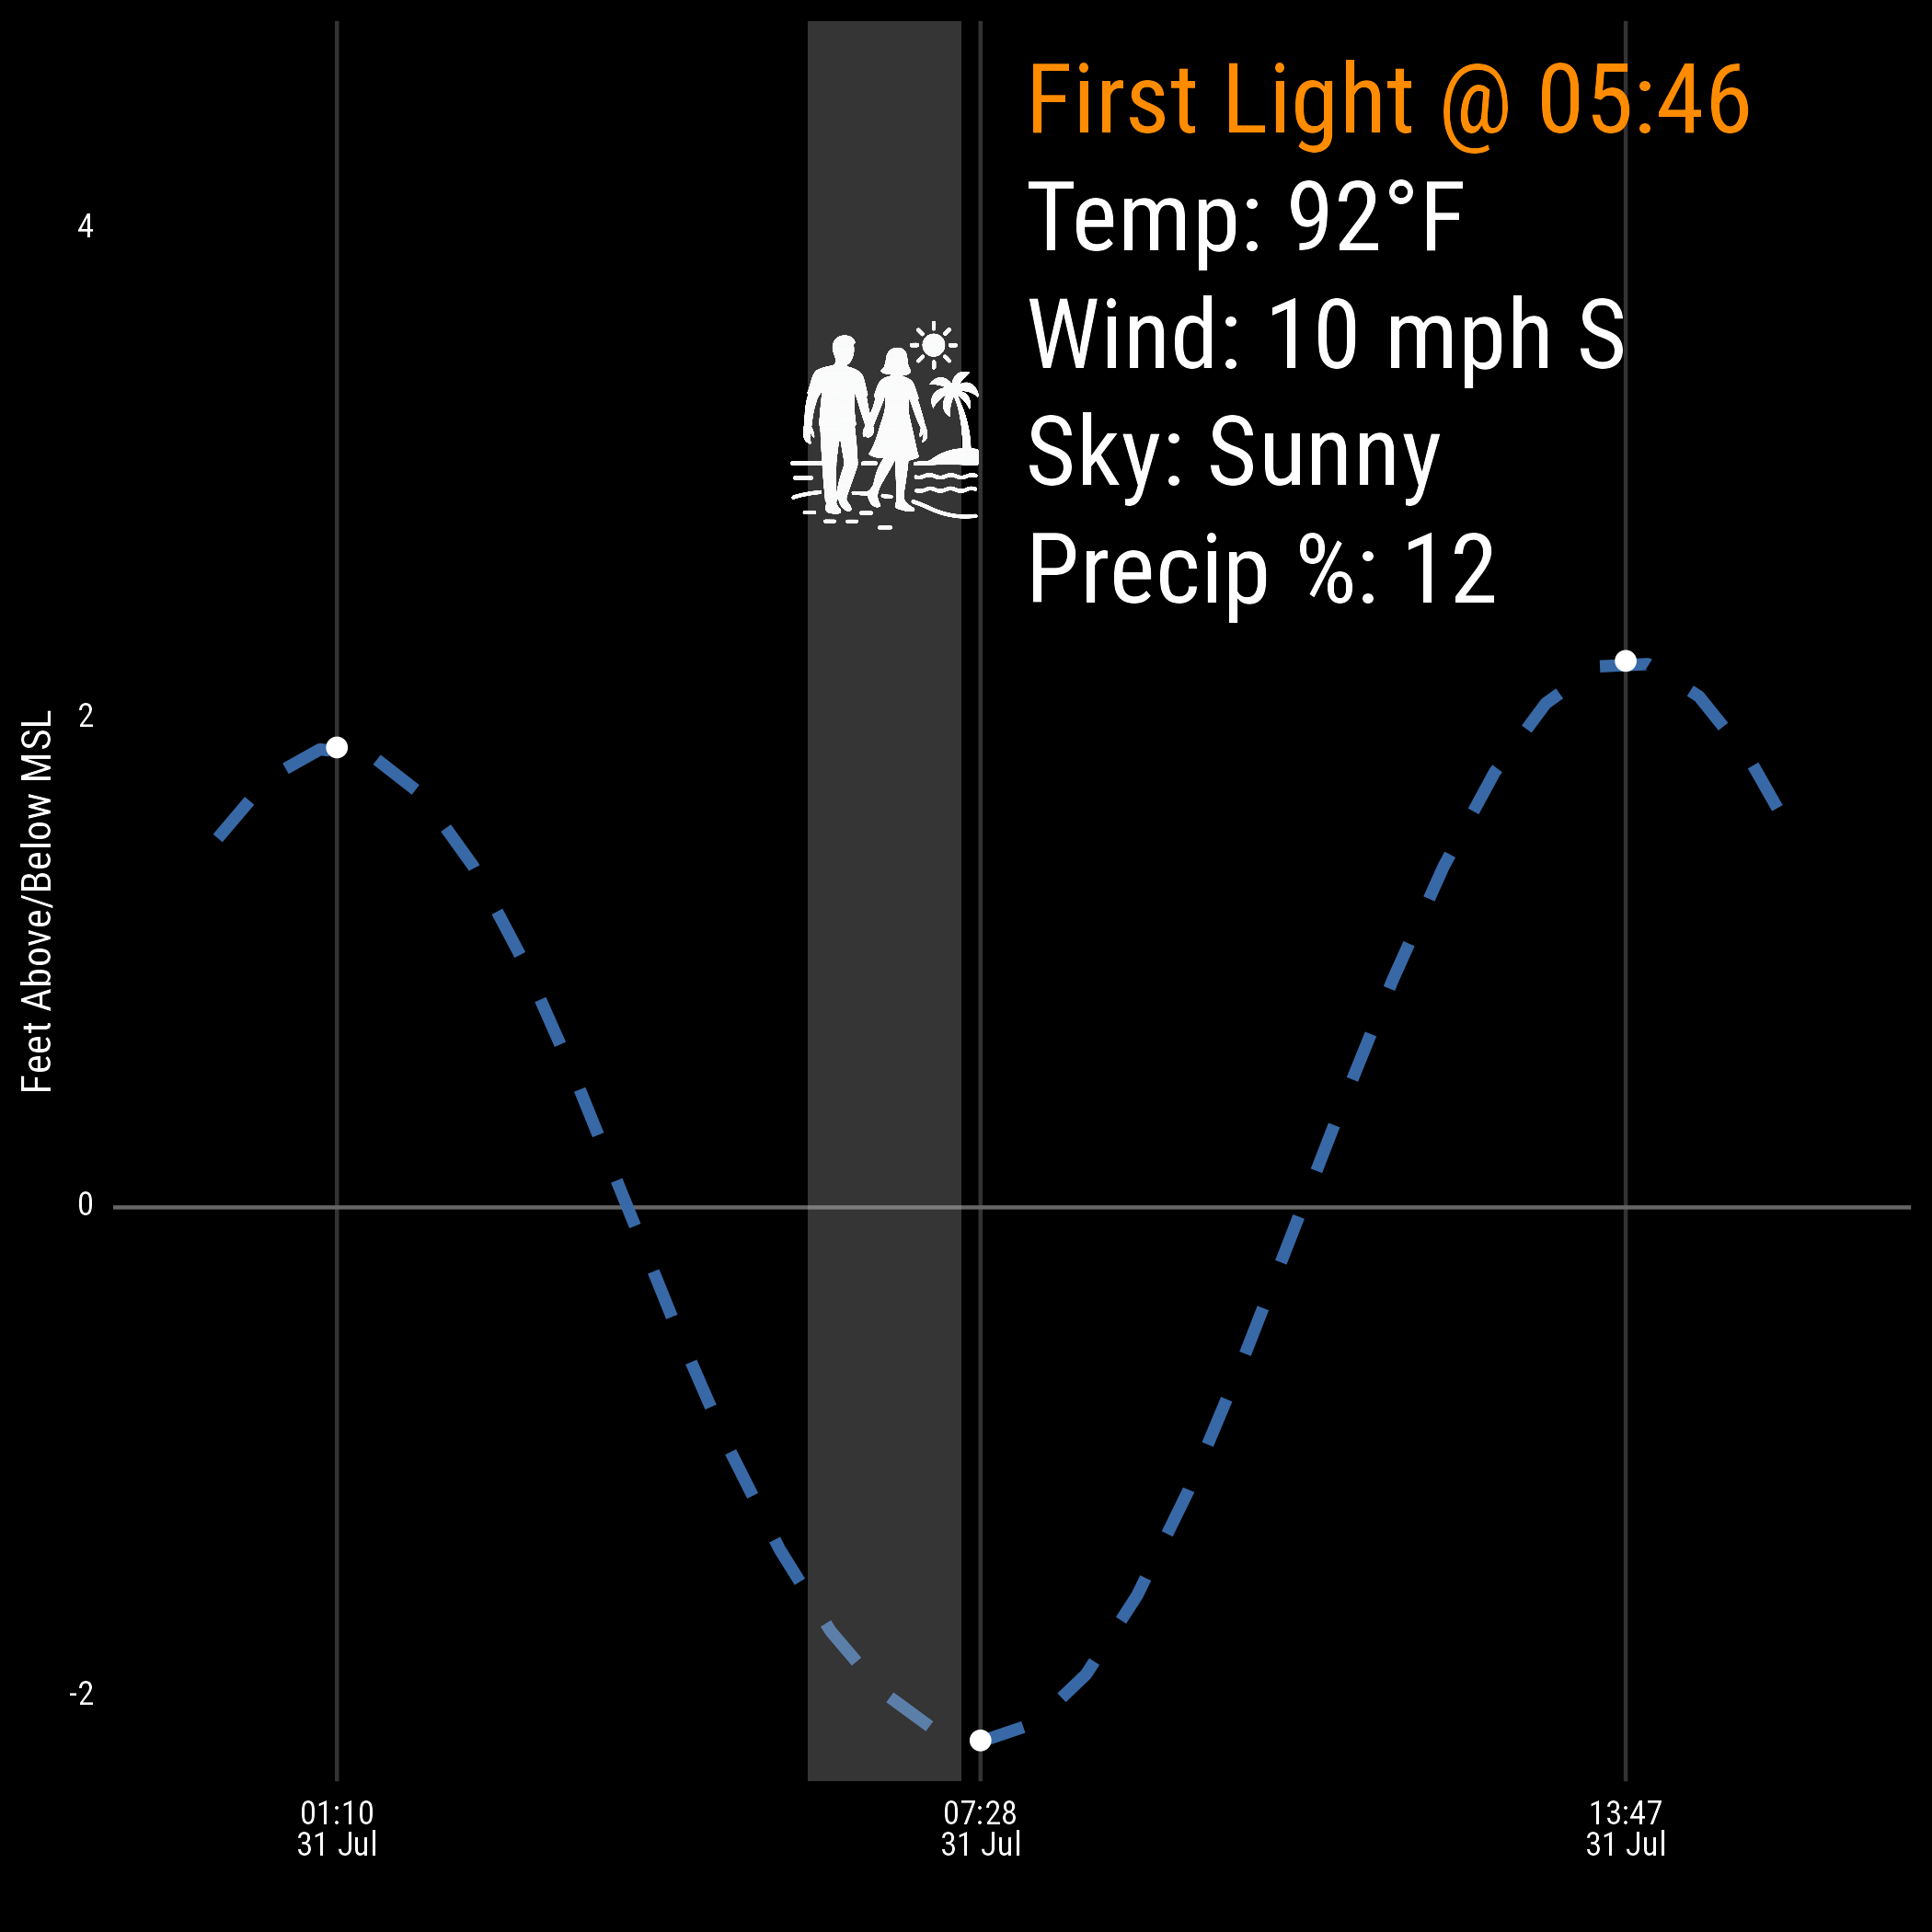 First Light @ 05:46
Temp: 92°F
Wind: 10 mph S
Sky: Sunny
Precip %: 12
4
2
0
-2
Feet Above/Below MSL
01:10
31 Jul
07:28
31 Jul
13:47
31 Jul